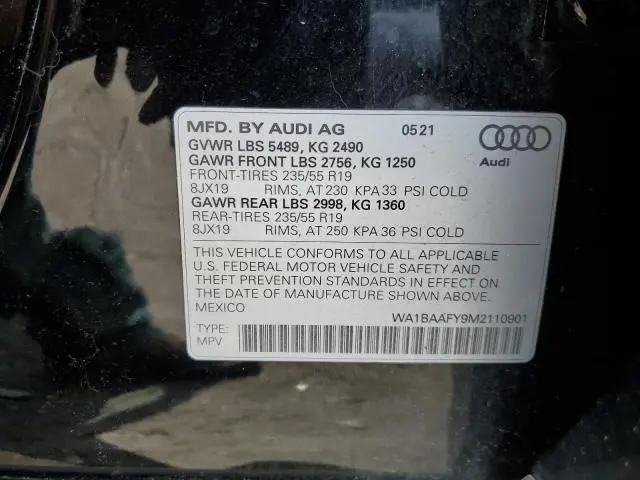 MFD. BY AUDI AG 0521
GVWR LBS 5489, KG 2490
GAWR FRONT LBS 2756, KG 1250
FRONT-TIRES 235/55 R19
8JX19 RIMS, AT 230 KPA 33 PSI COLD
GAWR REAR LBS 2998, KG 1360
REAR-TIRES 235/55 R19
8JX19 RIMS, AT 250 KPA 36 PSI COLD
Audi
THIS VEHICLE CONFORMS TO ALL APPLICABLE
U.S. FEDERAL MOTOR VEHICLE SAFETY AND
THEFT PREVENTION STANDARDS IN EFFECT ON
THE DATE OF MANUFACTURE SHOWN ABOVE.
MEXICO
WA1BAAFY9M2110901
TYPE:
MPV